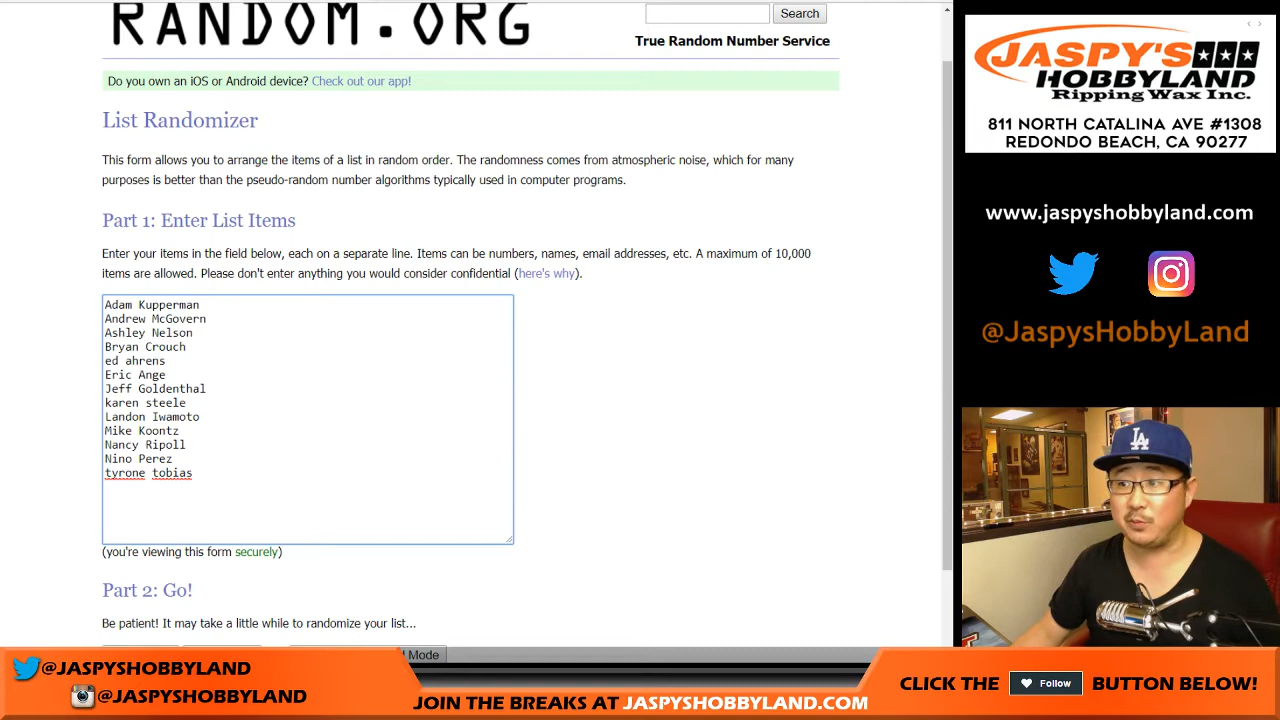 RANDOM.ORG
Search
True Random Number Service
Do you own an iOS or Android device? Check out our app!
List Randomizer
This form allows you to arrange the items of a list in random order. The randomness comes from atmospheric noise, which for many
purposes is better than the pseudo-random number algorithms typically used in computer programs.
Part 1: Enter List Items
Enter your items in the field below, each on a separate line. Items can be numbers, names, email addresses, etc. A maximum of 10,000
items are allowed. Please don't enter anything you would consider confidential (here's why).
Adam Kupperman
Andrew McGovern
Ashley Nelson
Bryan Crouch
ed ahrens
Eric Ange
Jeff Goldenthal
karen steele
Landon Iwamoto
Mike Koontz
Nancy Ripoll
Nino Perez
tyrone tobias
(you're viewing this form securely)
Part 2: Go!
Be patient! It may take a little while to randomize your list...
Mode
JASPY'S
HOBBYLAND
Ripping Wax Inc.
811 NORTH CATALINA AVE #1308
REDONDO BEACH, CA 90277
www.jaspyshobbyland.com
@JaspysHobbyLand
LA
@JASPYSHOBBYLAND
@JASPYSHOBBYLAND
JOIN THE BREAKS AT JASPYSHOBBYLAND.COM
CLICK THE Follow BUTTON BELOW!